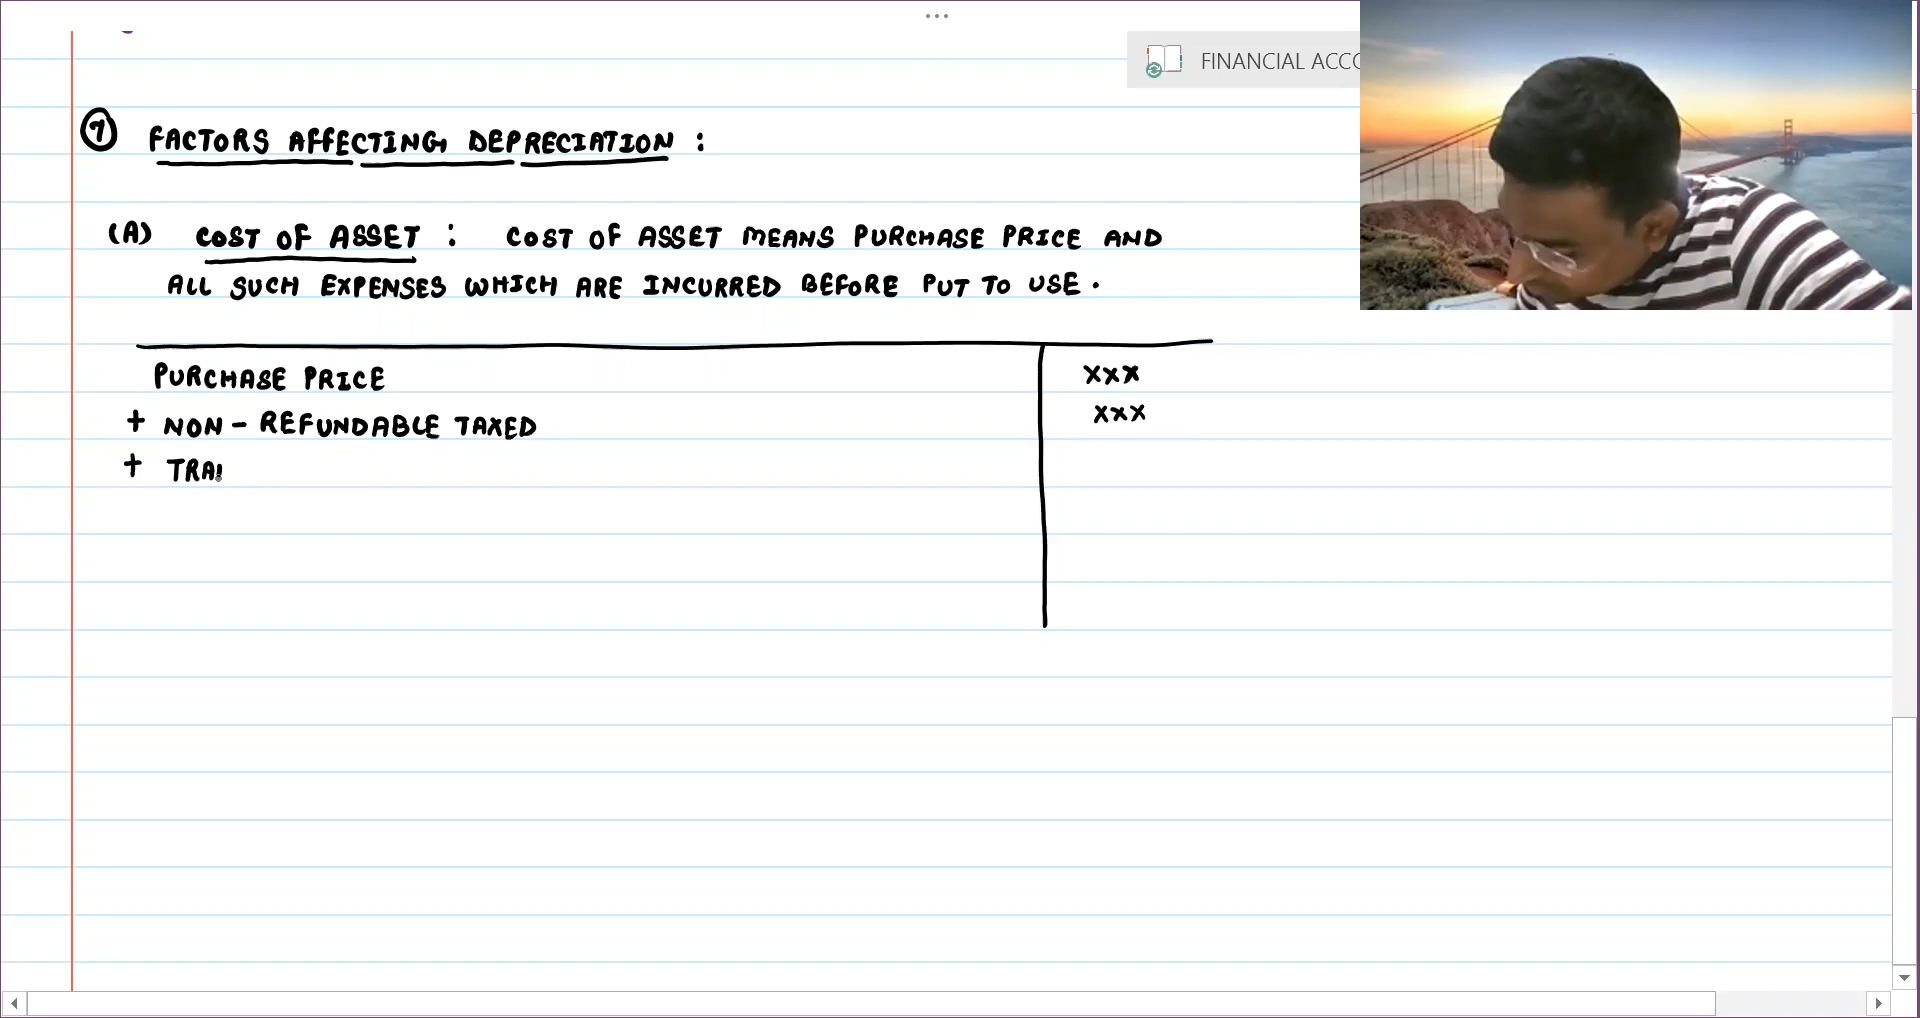 FINANCIAL ACCO
7 FACTORS AFFECTING DEPRECIATION :
(A) COST OF ASSET : COST OF ASSET MEANS PURCHASE PRICE AND
ALL SUCH EXPENSES WHICH ARE INCURRED BEFORE PUT TO USE.
PURCHASE PRICE XXX
+ NON-REFUNDABLE TAXED XXX
+ TRA